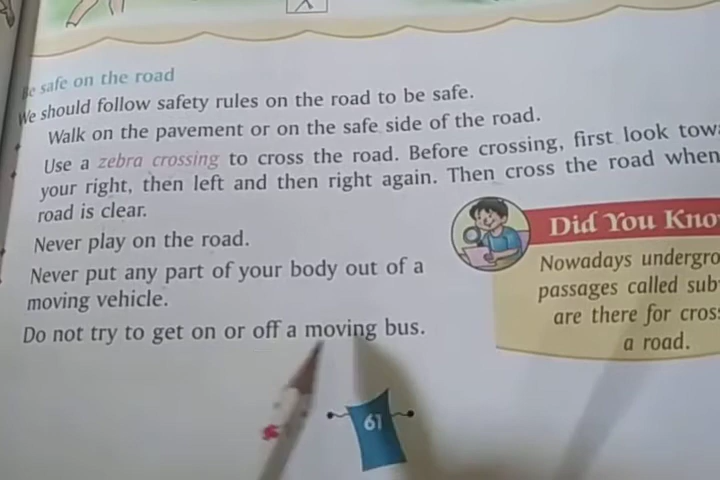 Be safe on the road
We should follow safety rules on the road to be safe.
Walk on the pavement or on the safe side of the road.
Use a zebra crossing to cross the road. Before crossing, first look
your right, then left and then right again. Then cross the road when
road is clear.
Never play on the road.
Never put any part of your body out of a
moving vehicle.
Do not try to get on or off a moving bus.
Did You
Nowadays
passages called
are there for
a road.
61